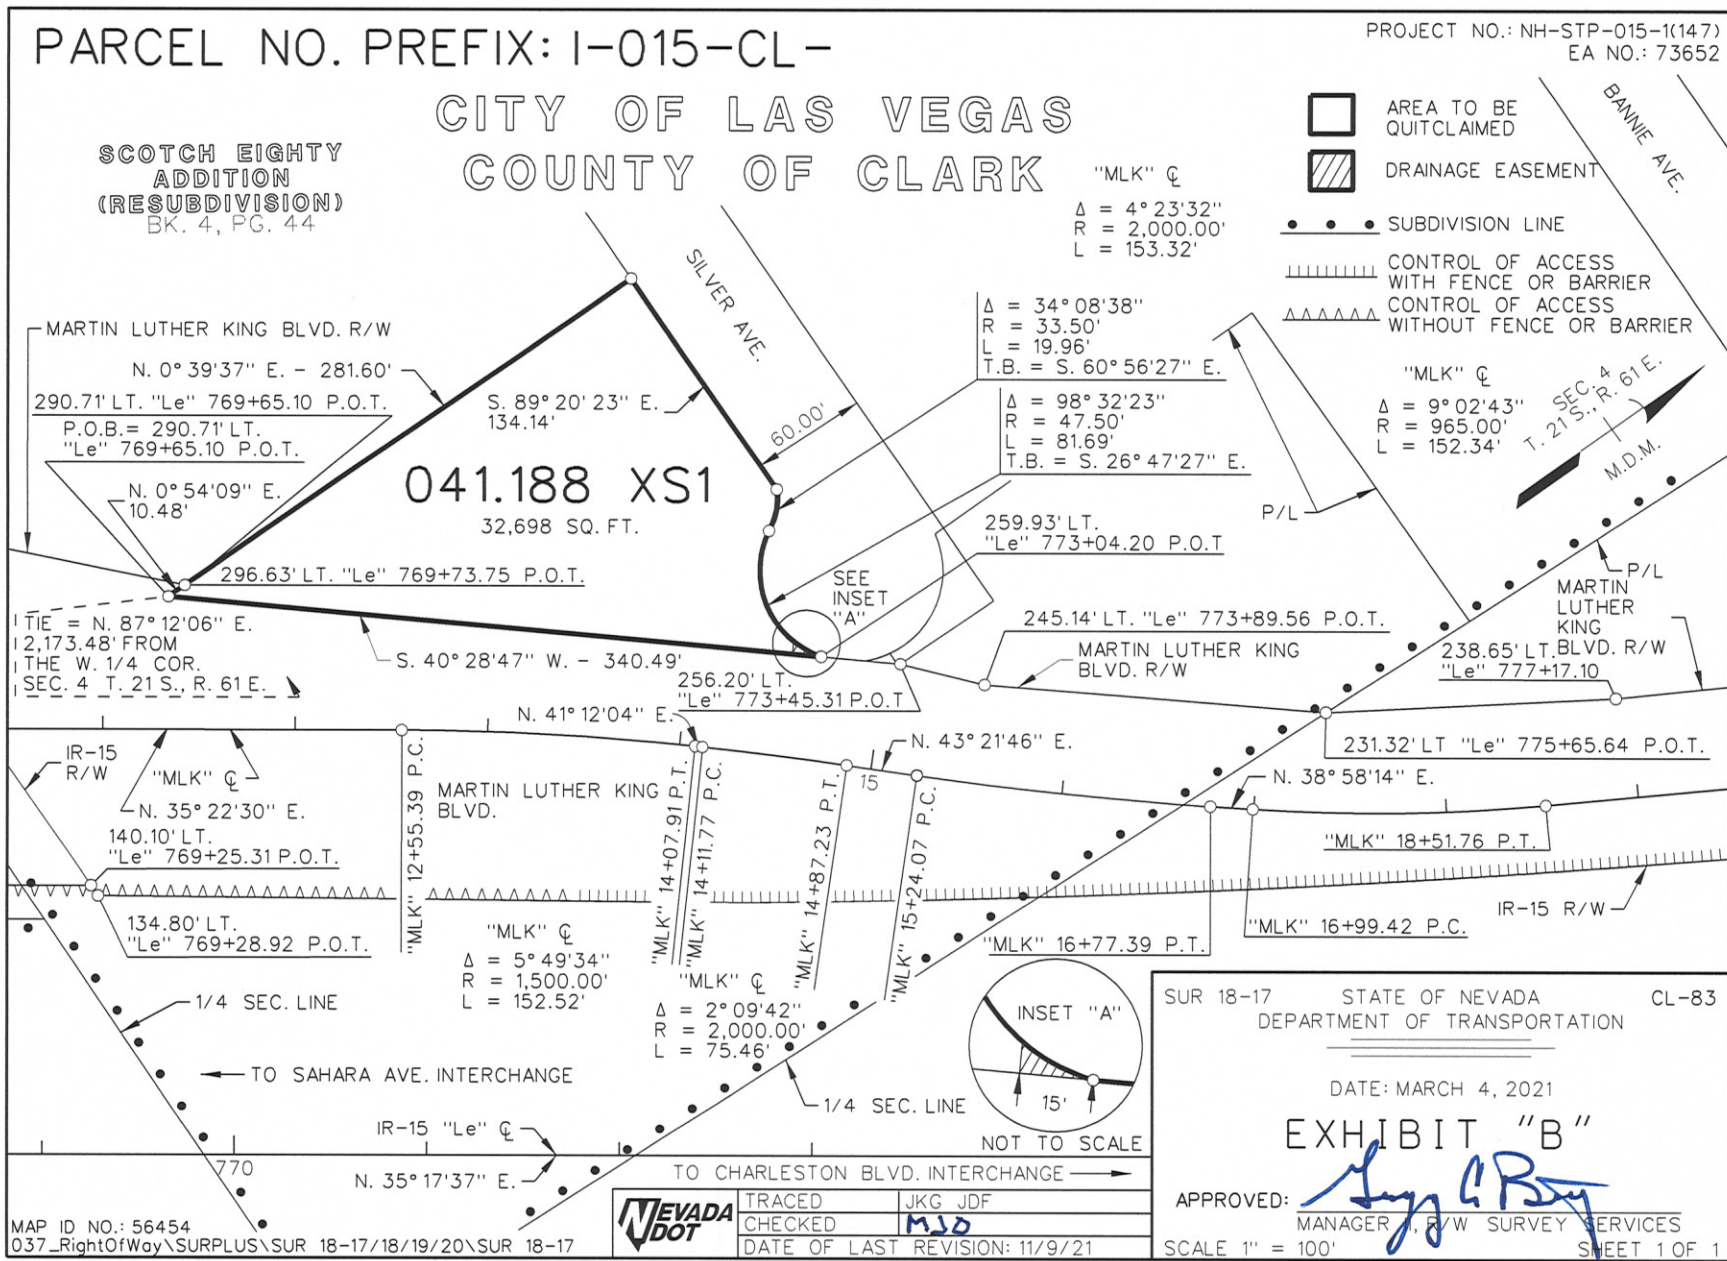 PARCEL NO. PREFIX: I-015-CL-
PROJECT NO.: NH-STP-015-1(147)
EA NO.: 73652
CITY OF LAS VEGAS
COUNTY OF CLARK
SCOTCH EIGHTY
ADDITION
(RESUBDIVISION)
BK. 4, PG. 44
AREA TO BE
QUITCLAIMED
DRAINAGE EASEMENT
SUBDIVISION LINE
CONTROL OF ACCESS
WITH FENCE OR BARRIER
CONTROL OF ACCESS
WITHOUT FENCE OR BARRIER
BANNIE AVE.
SILVER AVE.
"MLK" ℄
Δ = 4°23'32"
R = 2,000.00'
L = 153.32'
Δ = 34°08'38"
R = 33.50'
L = 19.96'
T.B. = S. 60°56'27" E.
Δ = 98°32'23"
R = 47.50'
L = 81.69'
T.B. = S. 26°47'27" E.
"MLK" ℄
Δ = 9°02'43"
R = 965.00'
L = 152.34'
SEC. 4
T. 21 S., R. 61 E.
M.D.M.
MARTIN LUTHER KING BLVD. R/W
N. 0°39'37" E. - 281.60'
290.71' LT. "Le" 769+65.10 P.O.T.
P.O.B.= 290.71' LT.
"Le" 769+65.10 P.O.T.
N. 0°54'09" E.
10.48'
S. 89°20'23" E.
134.14'
60.00'
041.188 XS1
32,698 SQ. FT.
296.63' LT. "Le" 769+73.75 P.O.T.
SEE
INSET
"A"
259.93' LT.
"Le" 773+04.20 P.O.T
P/L
P/L
TIE = N. 87°12'06" E.
2,173.48' FROM
THE W. 1/4 COR.
SEC. 4 T. 21 S., R. 61 E.
S. 40°28'47" W. - 340.49'
256.20' LT.
"Le" 773+45.31 P.O.T
245.14' LT. "Le" 773+89.56 P.O.T.
MARTIN LUTHER KING
BLVD. R/W
MARTIN
LUTHER
KING
BLVD. R/W
238.65' LT.
"Le" 777+17.10
231.32' LT "Le" 775+65.64 P.O.T.
N. 41°12'04" E.
N. 43°21'46" E.
15
N. 38°58'14" E.
IR-15
R/W
"MLK" ℄
N. 35°22'30" E.
140.10' LT.
"Le" 769+25.31 P.O.T.
MARTIN LUTHER KING
BLVD.
"MLK" 12+55.39 P.C.
"MLK" 14+07.91 P.T.
"MLK" 14+11.77 P.C.
"MLK" 14+87.23 P.T.
"MLK" 15+24.07 P.C.
"MLK" 18+51.76 P.T.
IR-15 R/W
"MLK" 16+99.42 P.C.
"MLK" 16+77.39 P.T.
134.80' LT.
"Le" 769+28.92 P.O.T.
"MLK" ℄
Δ = 5°49'34"
R = 1,500.00'
L = 152.52'
"MLK" ℄
Δ = 2°09'42"
R = 2,000.00'
L = 75.46'
1/4 SEC. LINE
TO SAHARA AVE. INTERCHANGE
1/4 SEC. LINE
INSET "A"
15'
NOT TO SCALE
IR-15 "Le" ℄
770
N. 35°17'37" E.
TO CHARLESTON BLVD. INTERCHANGE
SUR 18-17
STATE OF NEVADA
CL-83
DEPARTMENT OF TRANSPORTATION
DATE: MARCH 4, 2021
EXHIBIT "B"
APPROVED:
MANAGER I, R/W SURVEY SERVICES
SCALE 1" = 100'
SHEET 1 OF 1
NEVADA
DOT
TRACED JKG JDF
CHECKED MJD
DATE OF LAST REVISION: 11/9/21
MAP ID NO.: 56454
037_RightOfWay\SURPLUS\SUR 18-17/18/19/20\SUR 18-17